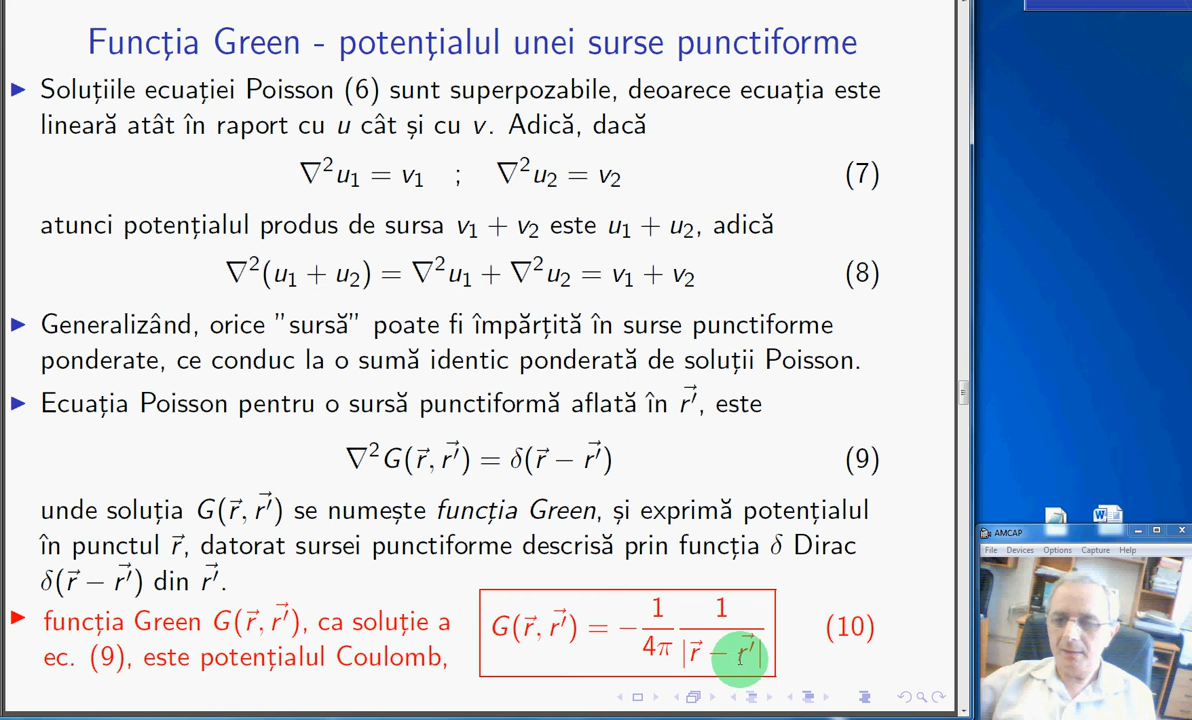 Funcția Green - potențialul unei surse punctiforme
Soluțiile ecuației Poisson (6) sunt superpozabile, deoarece ecuația este
lineară atât în raport cu u cât și cu v. Adică, dacă
∇²u₁ = v₁ ; ∇²u₂ = v₂ (7)
atunci potențialul produs de sursa v₁ + v₂ este u₁ + u₂, adică
∇²(u₁ + u₂) = ∇²u₁ + ∇²u₂ = v₁ + v₂ (8)
Generalizând, orice ”sursă” poate fi împărțită în surse punctiforme
ponderate, ce conduc la o sumă identic ponderată de soluții Poisson.
Ecuația Poisson pentru o sursă punctiformă aflată în r⃗′, este
∇²G(r⃗, r⃗′) = δ(r⃗ − r⃗′) (9)
unde soluția G(r⃗, r⃗′) se numește funcția Green, și exprimă potențialul
în punctul r⃗, datorat sursei punctiforme descrisă prin funcția δ Dirac
δ(r⃗ − r⃗′) din r⃗′.
funcția Green G(r⃗, r⃗′), ca soluție a
ec. (9), este potențialul Coulomb,
G(r⃗, r⃗′) = − 1/4π 1/|r⃗ − r⃗′| (10)
AMCAP
File Devices Options Capture Help